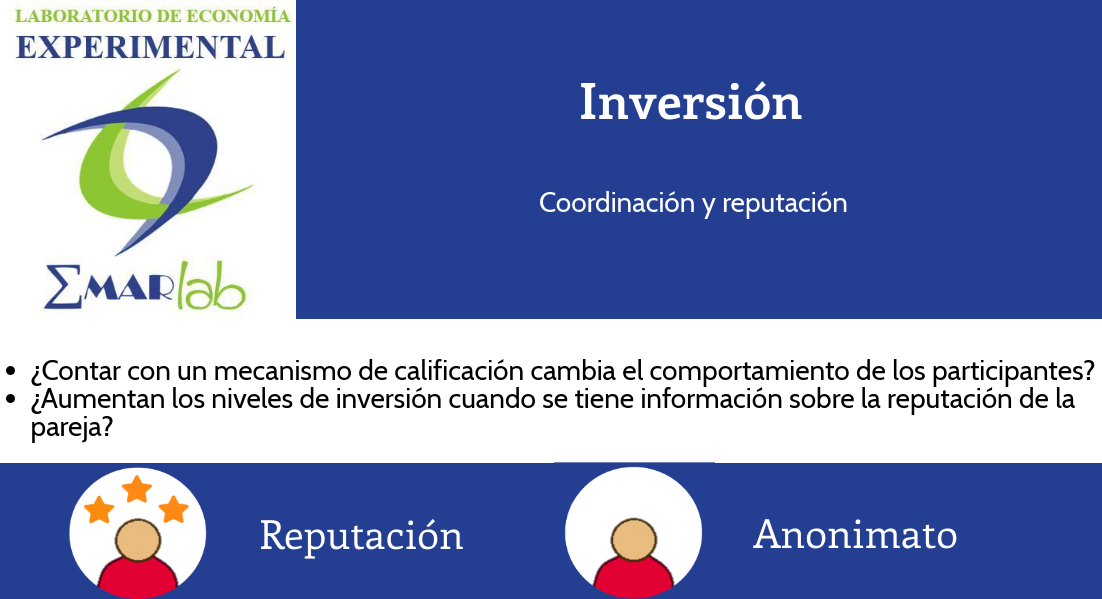 LABORATORIO DE ECONOMÍA
EXPERIMENTAL
ΣMARlab
Inversión
Coordinación y reputación
• ¿Contar con un mecanismo de calificación cambia el comportamiento de los participantes?
• ¿Aumentan los niveles de inversión cuando se tiene información sobre la reputación de la
pareja?
Reputación
Anonimato